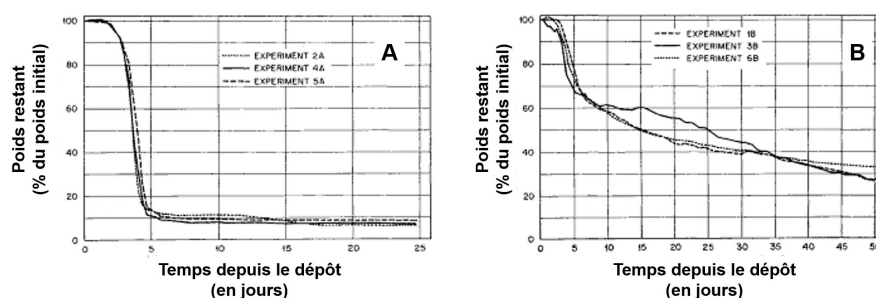 A
EXPERIMENT 2A
EXPERIMENT 4A
EXPERIMENT 5A
Poids restant
(% du poids initial)
100
80
60
40
20
0
0 5 10 15 20 25
Temps depuis le dépôt
(en jours)
B
EXPERIMENT 1B
EXPERIMENT 3B
EXPERIMENT 6B
Poids restant
(% du poids initial)
100
80
60
40
20
0
0 5 10 15 20 25 30 35 40 45 50
Temps depuis le dépôt
(en jours)